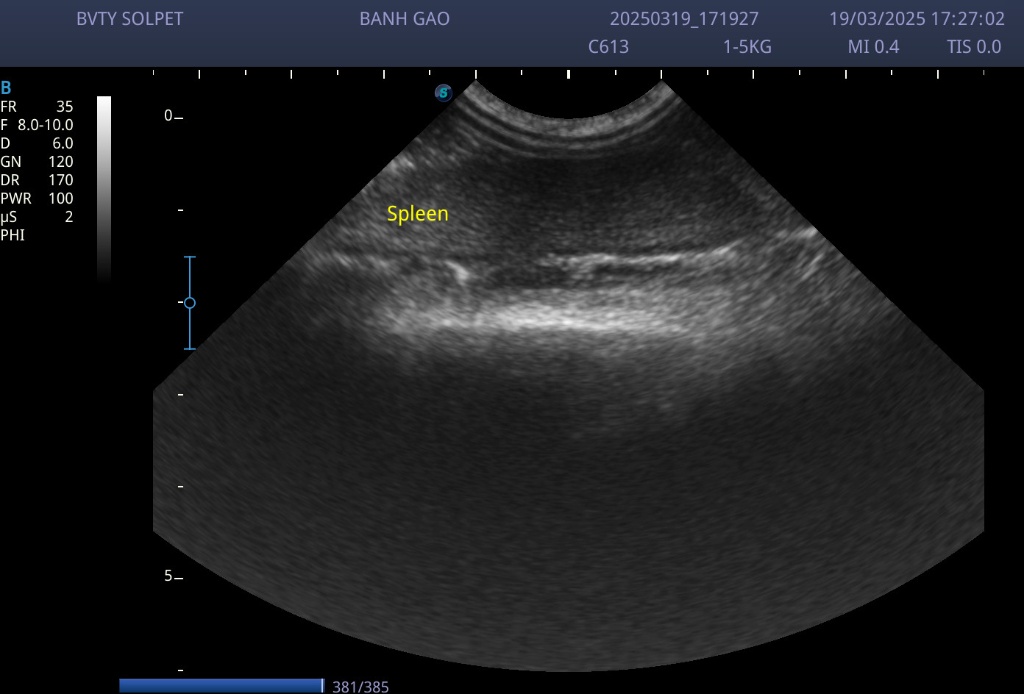 BVTY SOLPET BANH GAO 20250319_171927 19/03/2025 17:27:02
C613 1-5KG MI 0.4 TIS 0.0
B
FR 35
F 8.0-10.0
D 6.0
GN 120
DR 170
PWR 100
µS 2
PHI
S
0
Spleen
5
381/385